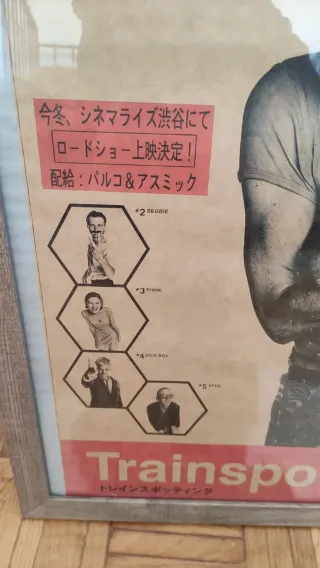 今冬、シネマライズ渋谷にて
ロードショー上映決定！
配給：パルコ&アスミック
#2 BEGBIE
#3 DIANE
#4 SICK BOY
#5 SPUD
Trainspo
トレインスポッティング